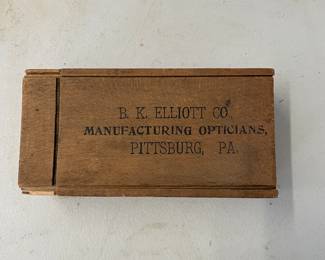 B. K. ELLIOTT CO.
MANUFACTURING OPTICIANS,
PITTSBURG, PA.